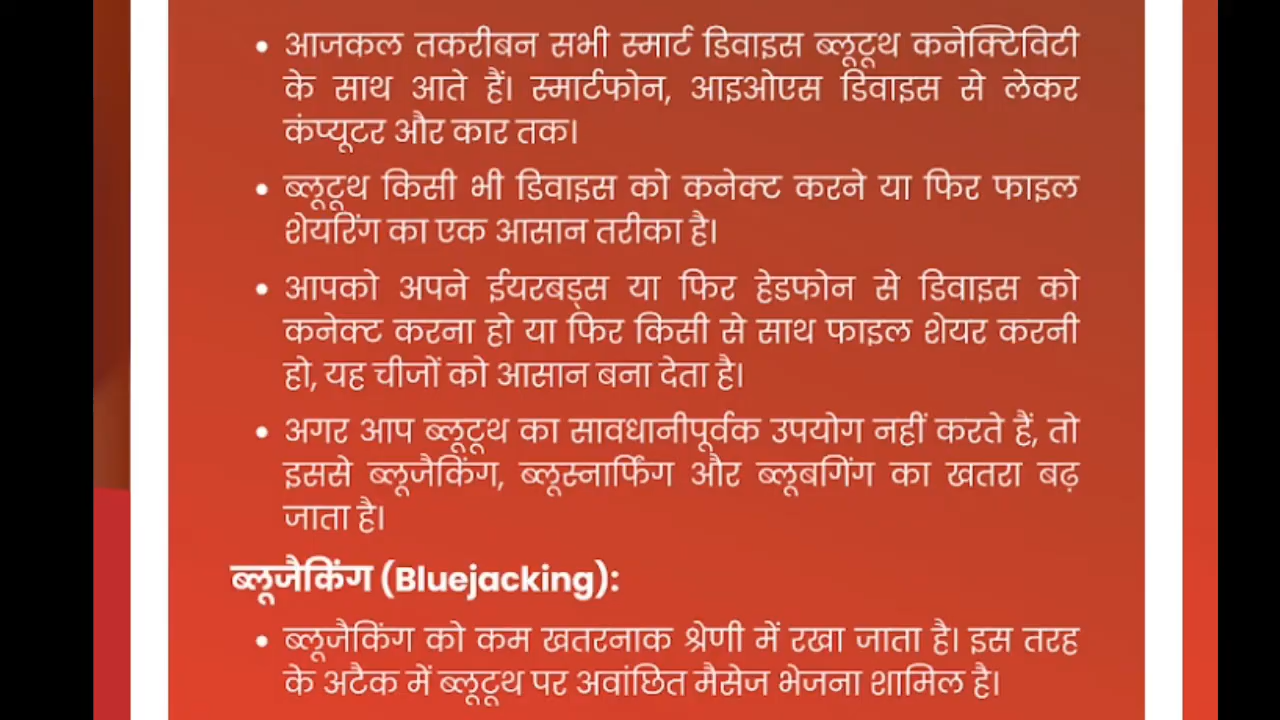 • आजकल तकरीबन सभी स्मार्ट डिवाइस ब्लूटूथ कनेक्टिविटी
के साथ आते हैं। स्मार्टफोन, आइओएस डिवाइस से लेकर
कंप्यूटर और कार तक।
• ब्लूटूथ किसी भी डिवाइस को कनेक्ट करने या फिर फाइल
शेयरिंग का एक आसान तरीका है।
• आपको अपने ईयरबड्स या फिर हेडफोन से डिवाइस को
कनेक्ट करना हो या फिर किसी से साथ फाइल शेयर करनी
हो, यह चीजों को आसान बना देता है।
• अगर आप ब्लूटूथ का सावधानीपूर्वक उपयोग नहीं करते हैं, तो
इससे ब्लूजैकिंग, ब्लूस्नार्फिंग और ब्लूबगिंग का खतरा बढ़
जाता है।
ब्लूजैकिंग (Bluejacking):
• ब्लूजैकिंग को कम खतरनाक श्रेणी में रखा जाता है। इस तरह
के अटैक में ब्लूटूथ पर अवांछित मैसेज भेजना शामिल है।